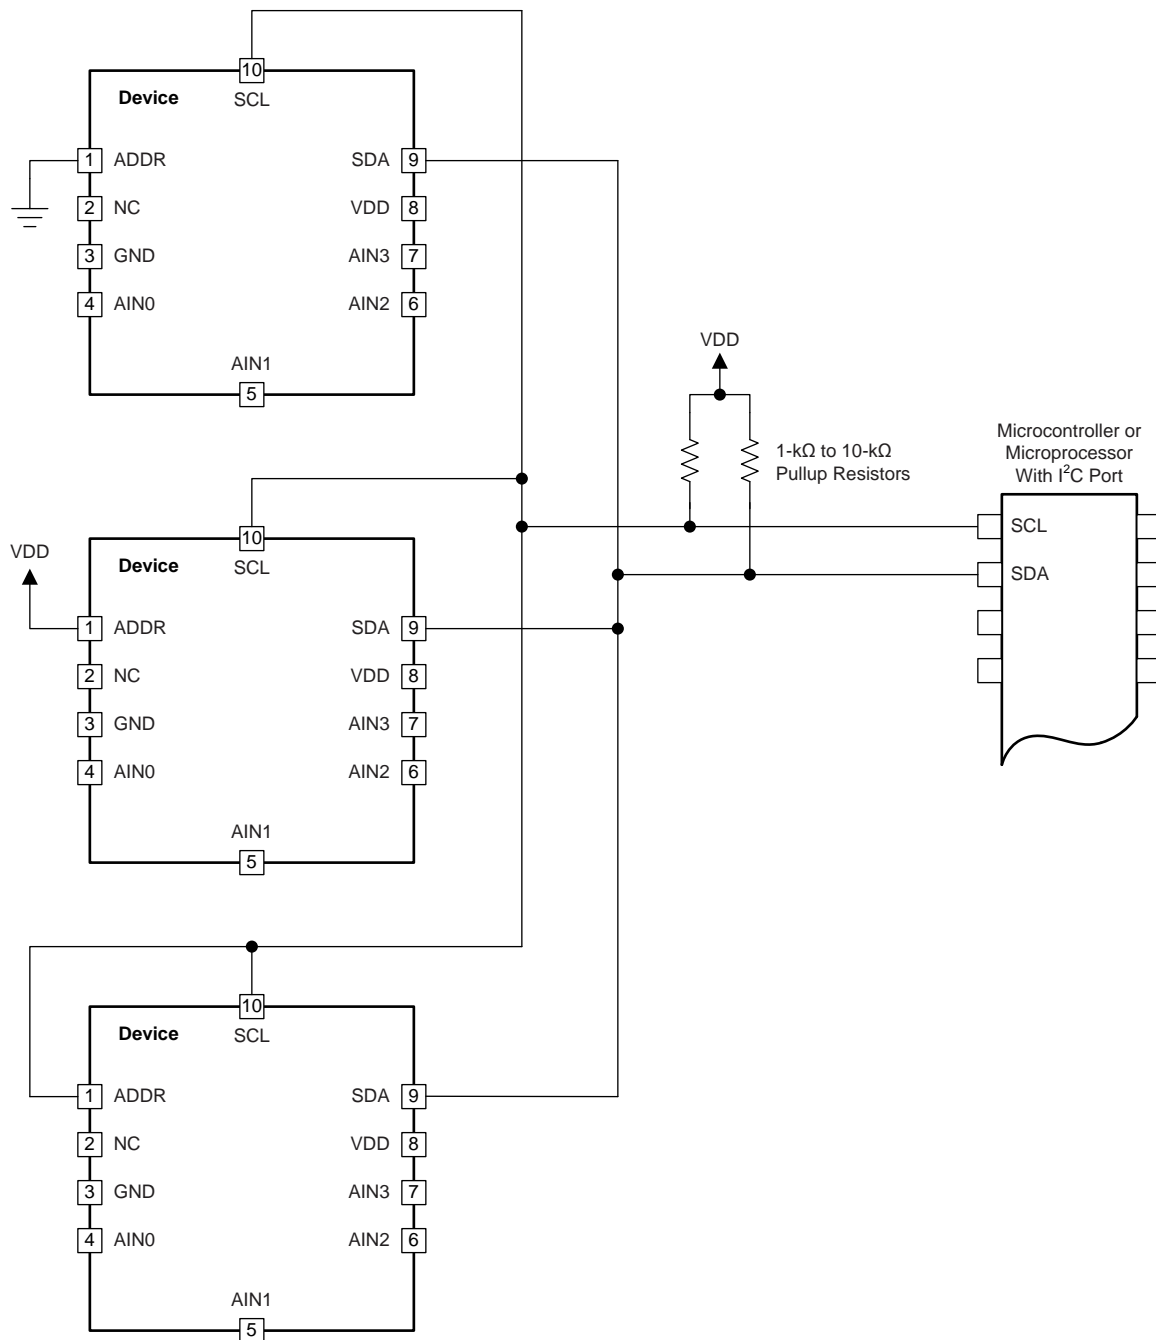 10
Device
SCL
1 ADDR
SDA 9
2 NC
VDD 8
3 GND
AIN3 7
4 AIN0
AIN2 6
AIN1
5
VDD
1-kΩ to 10-kΩ
Pullup Resistors
Microcontroller or
Microprocessor
With I²C Port
SCL
SDA
10
Device
SCL
VDD
1 ADDR
SDA 9
2 NC
VDD 8
3 GND
AIN3 7
4 AIN0
AIN2 6
AIN1
5
10
Device
SCL
1 ADDR
SDA 9
2 NC
VDD 8
3 GND
AIN3 7
4 AIN0
AIN2 6
AIN1
5